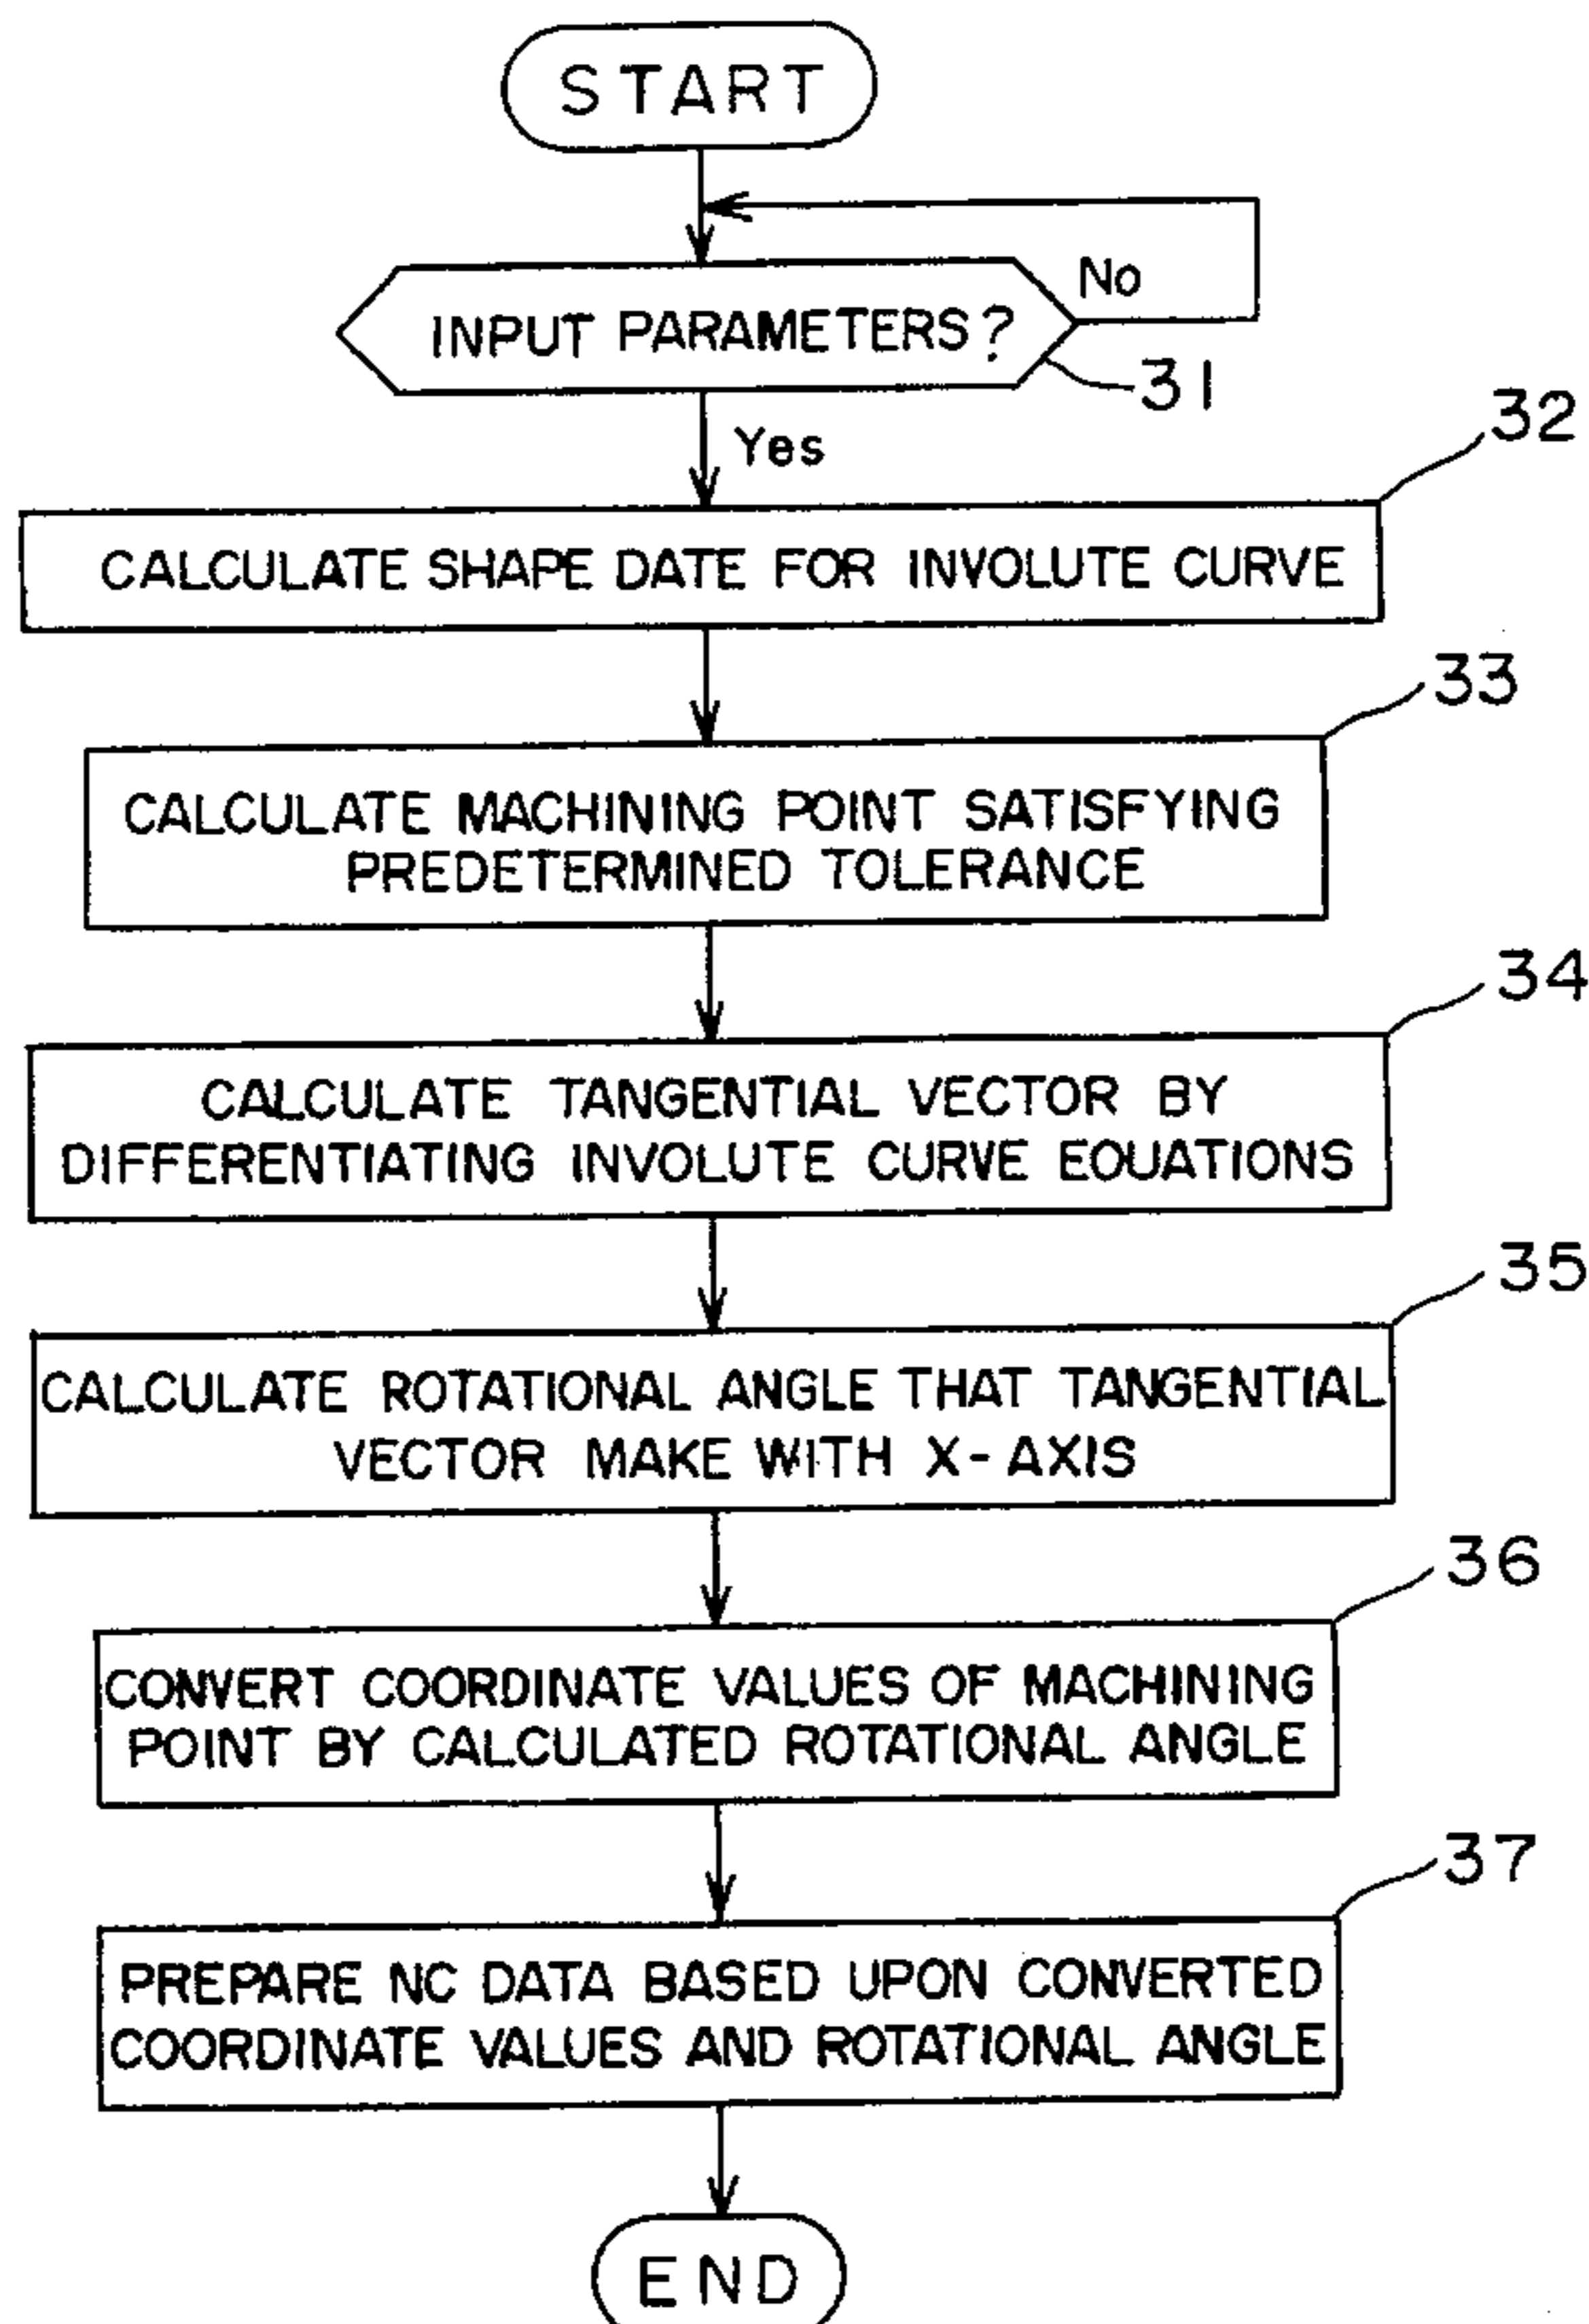 START
No
INPUT PARAMETERS?
31
Yes
32
CALCULATE SHAPE DATE FOR INVOLUTE CURVE
33
CALCULATE MACHINING POINT SATISFYING
PREDETERMINED TOLERANCE
34
CALCULATE TANGENTIAL VECTOR BY
DIFFERENTIATING INVOLUTE CURVE EOUATIONS
35
CALCULATE ROTATIONAL ANGLE THAT TANGENTIAL
VECTOR MAKE WITH X-AXIS
36
CONVERT COORDINATE VALUES OF MACHINING
POINT BY CALCULATED ROTATIONAL ANGLE
37
PREPARE NC DATA BASED UPON CONVERTED
COORDINATE VALUES AND ROTATIONAL ANGLE
END